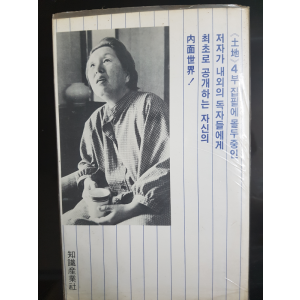 〈土地〉4부 집필에 몰두중인
저자가 내외의 독자들에게
최초로 공개하는 자신의
內面世界!
知識産業社